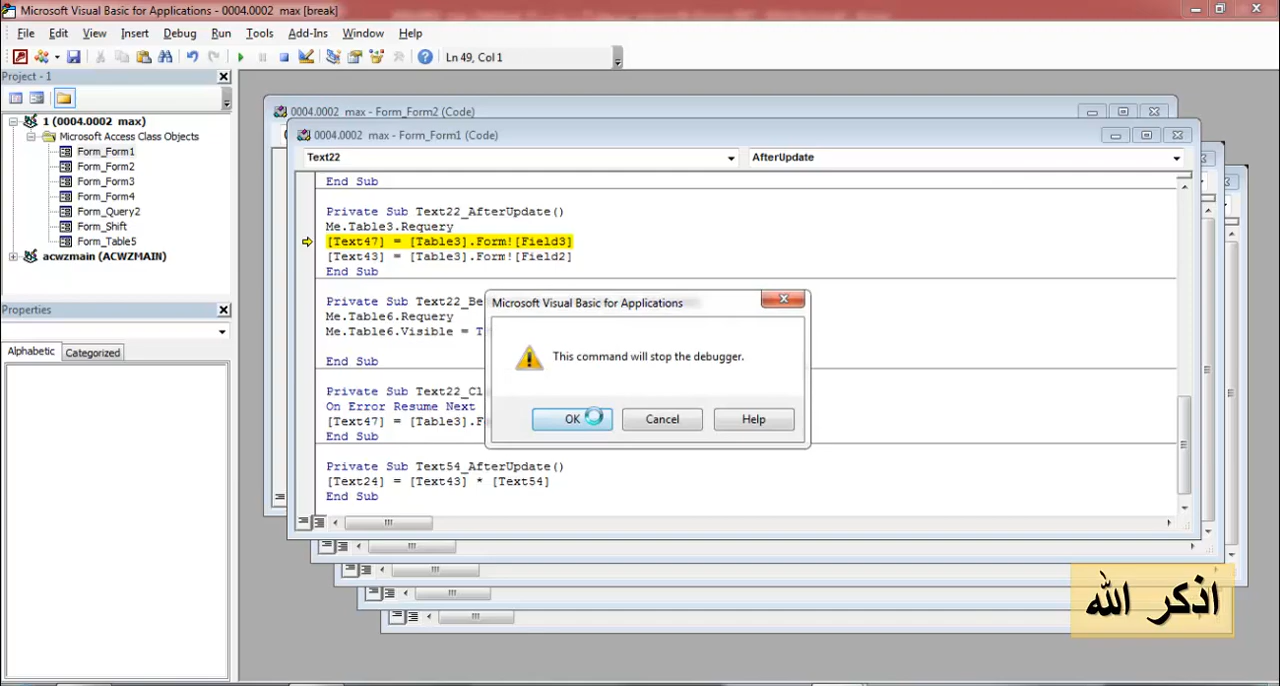 Microsoft Visual Basic for Applications - 0004.0002 max [break]
File Edit View Insert Debug Run Tools Add-Ins Window Help
Ln 49, Col 1
Project - 1
1 (0004.0002 max)
Microsoft Access Class Objects
Form_Form1
Form_Form2
Form_Form3
Form_Form4
Form_Query2
Form_Shift
Form_Table5
acwzmain (ACWZMAIN)
Properties
Alphabetic Categorized
0004.0002 max - Form_Form2 (Code)
0004.0002 max - Form_Form1 (Code)
Text22 AfterUpdate
End Sub
Private Sub Text22_AfterUpdate()
Me.Table3.Requery
[Text47] = [Table3].Form![Field3]
[Text43] = [Table3].Form![Field2]
End Sub
Private Sub Text22_Be
Me.Table6.Requery
Me.Table6.Visible = T
End Sub
Private Sub Text22_Cl
On Error Resume Next
[Text47] = [Table3].F
End Sub
Private Sub Text54_AfterUpdate()
[Text24] = [Text43] * [Text54]
End Sub
Microsoft Visual Basic for Applications
This command will stop the debugger.
OK Cancel Help
اذكر الله